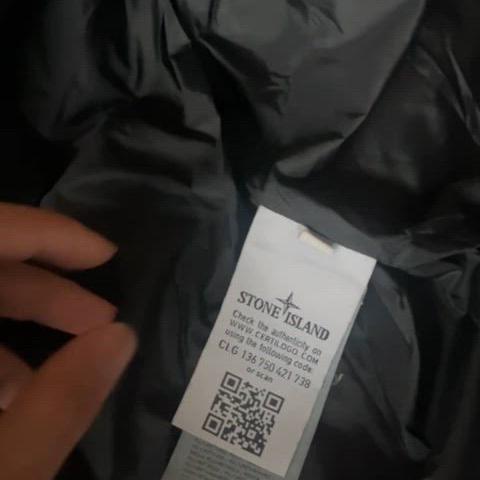 STONE ISLAND
Check the authenticity on
WWW.CERTILOGO.COM
using the following code:
CLG 136 750 421 738
or scan